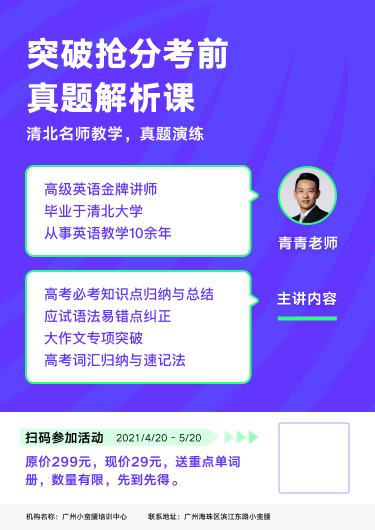 突破抢分考前
真题解析课
清北名师教学，真题演练
高级英语金牌讲师
毕业于清北大学
从事英语教学10余年
青青老师
高考必考知识点归纳与总结
应试语法易错点纠正
大作文专项突破
高考词汇归纳与速记法
主讲内容
扫码参加活动 2021/4/20 - 5/20
原价299元，现价29元，送重点单词
册，数量有限，先到先得。
机构名称：广州小蛮腰培训中心 联系地址：广州海珠区滨江东路小蛮腰